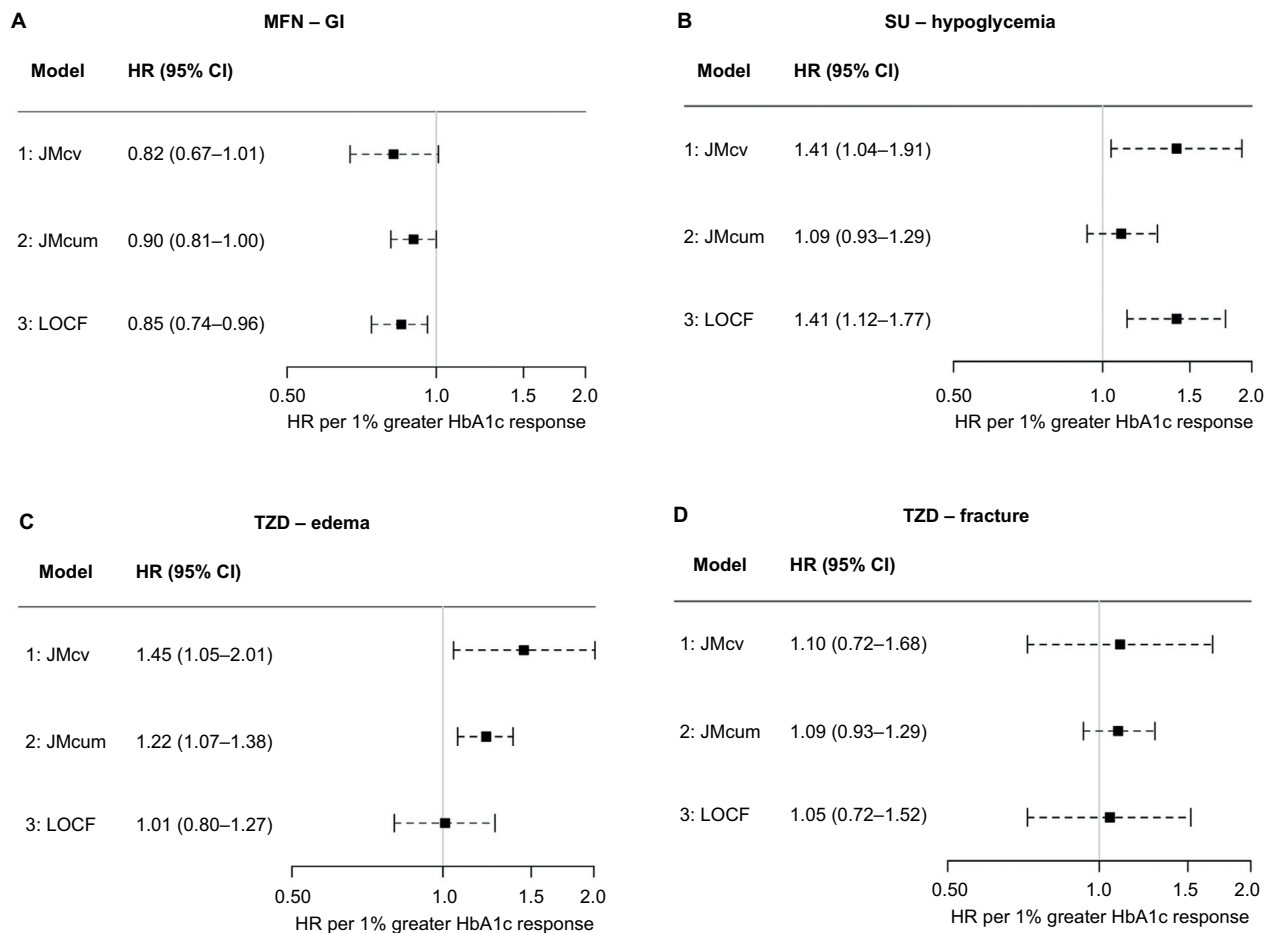 A
MFN – GI
Model HR (95% CI)
1: JMcv 0.82 (0.67–1.01)
2: JMcum 0.90 (0.81–1.00)
3: LOCF 0.85 (0.74–0.96)
0.50 1.0 1.5 2.0
HR per 1% greater HbA1c response
B
SU – hypoglycemia
Model HR (95% CI)
1: JMcv 1.41 (1.04–1.91)
2: JMcum 1.09 (0.93–1.29)
3: LOCF 1.41 (1.12–1.77)
0.50 1.0 1.5 2.0
HR per 1% greater HbA1c response
C
TZD – edema
Model HR (95% CI)
1: JMcv 1.45 (1.05–2.01)
2: JMcum 1.22 (1.07–1.38)
3: LOCF 1.01 (0.80–1.27)
0.50 1.0 1.5 2.0
HR per 1% greater HbA1c response
D
TZD – fracture
Model HR (95% CI)
1: JMcv 1.10 (0.72–1.68)
2: JMcum 1.09 (0.93–1.29)
3: LOCF 1.05 (0.72–1.52)
0.50 1.0 1.5 2.0
HR per 1% greater HbA1c response